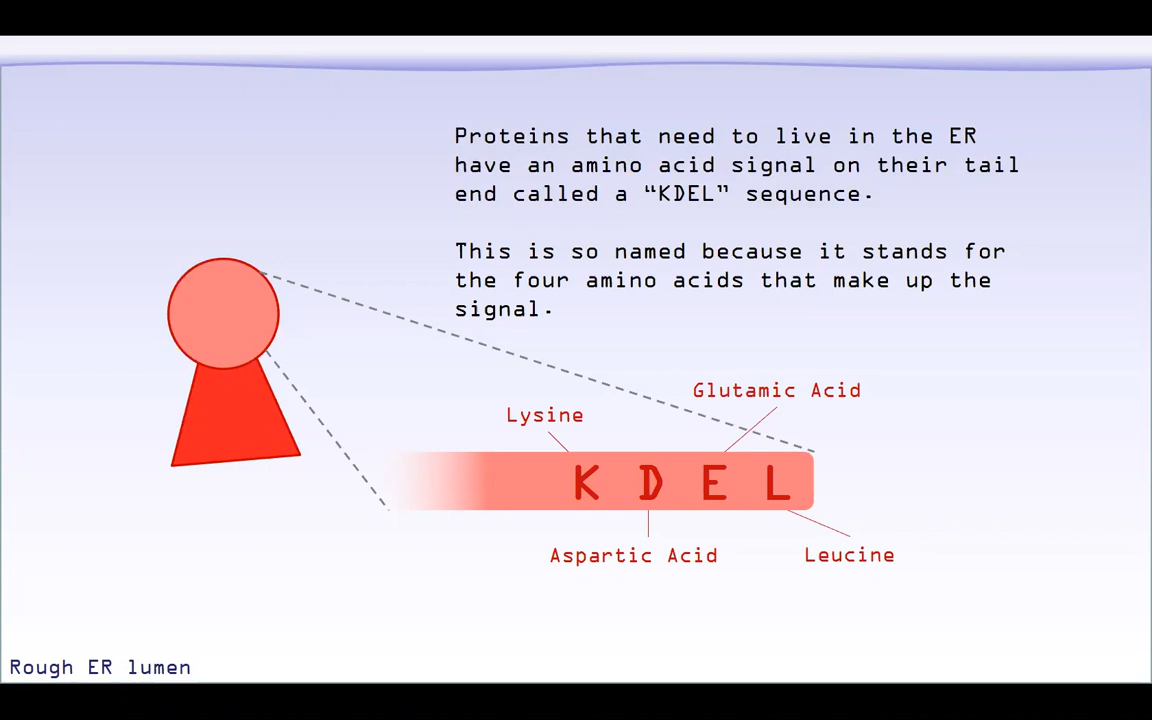 Proteins that need to live in the ER
have an amino acid signal on their tail
end called a “KDEL” sequence.
This is so named because it stands for
the four amino acids that make up the
signal.
Glutamic Acid
Lysine
K D E L
Aspartic Acid
Leucine
Rough ER lumen